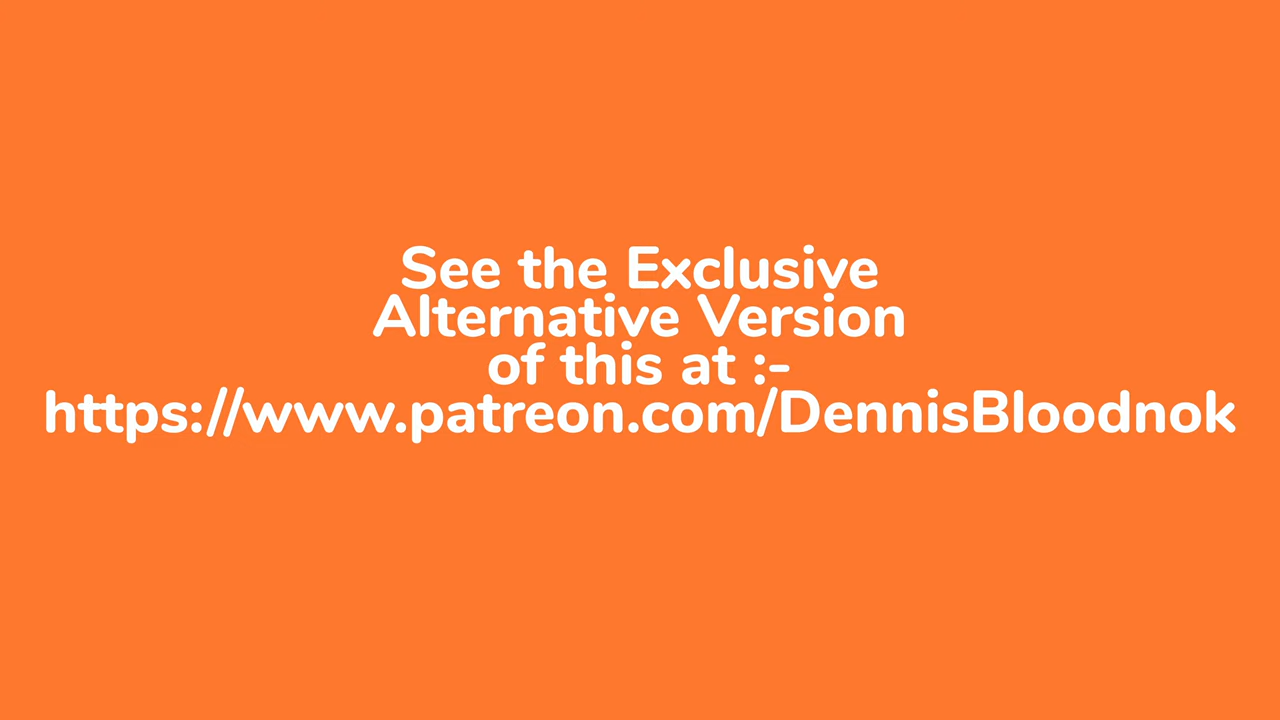 See the Exclusive
Alternative Version
of this at :-
https://www.patreon.com/DennisBloodnok